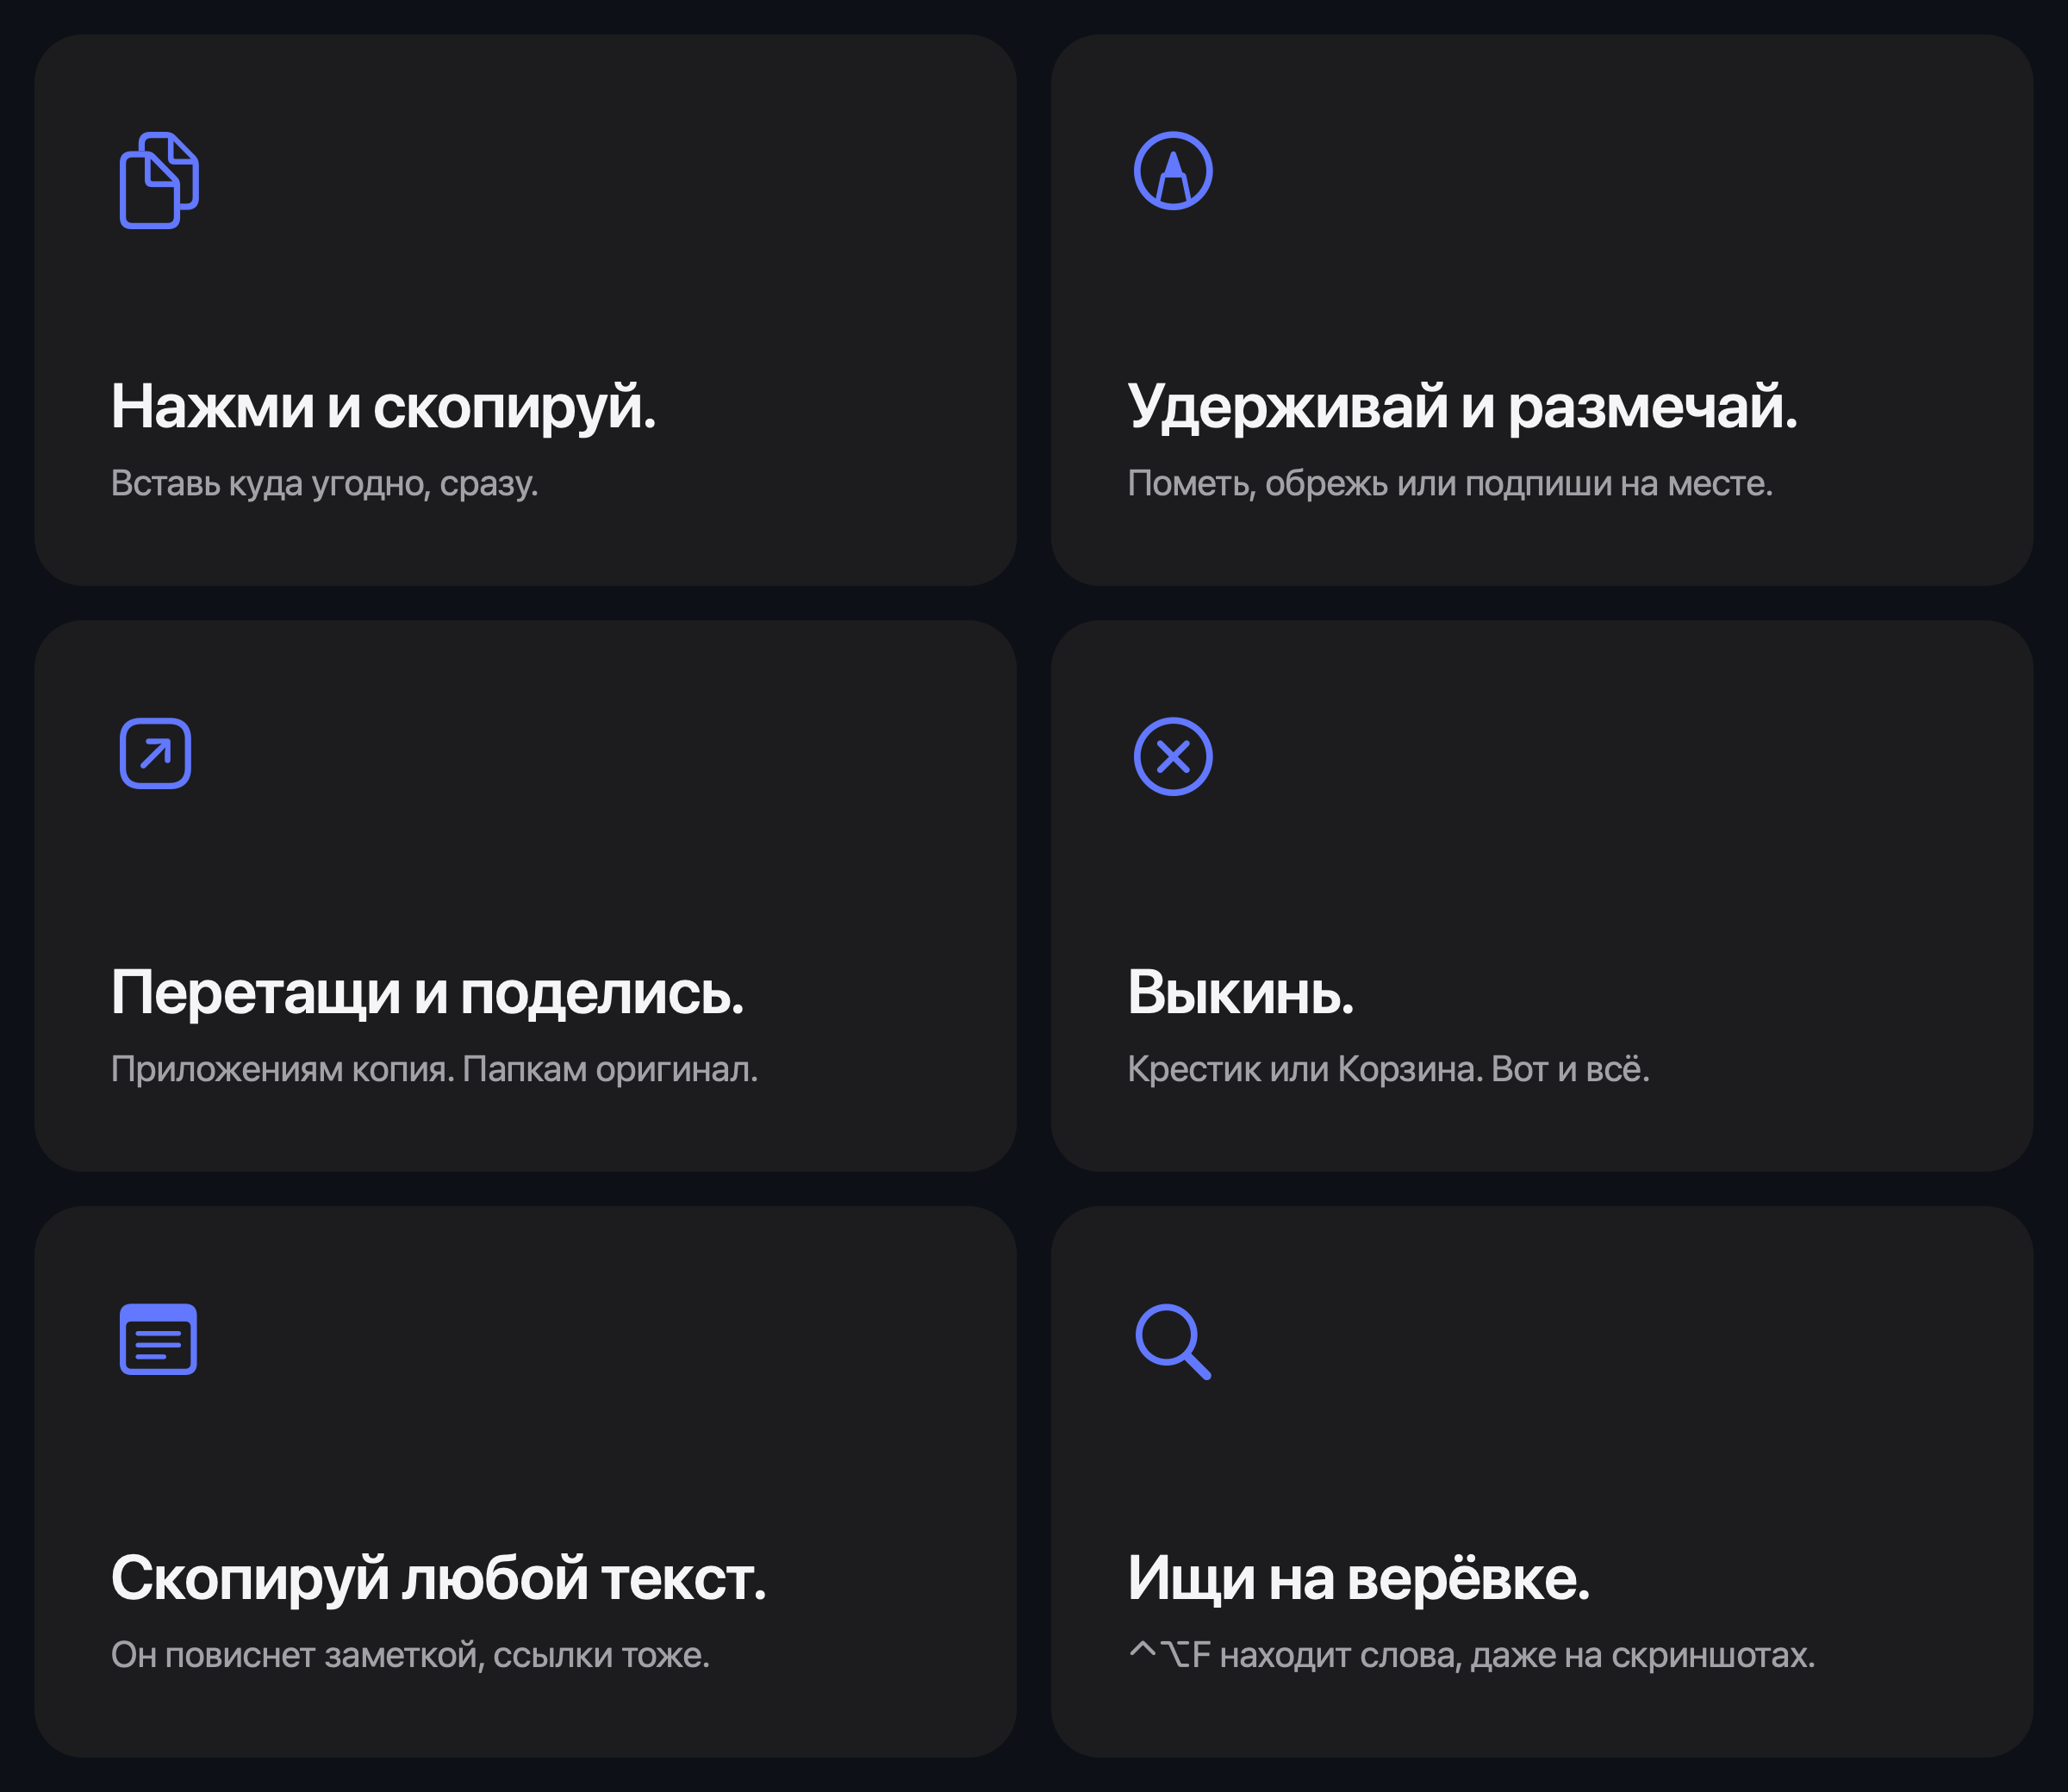 Нажми и скопируй.
Вставь куда угодно, сразу.
Удерживай и размечай.
Пометь, обрежь или подпиши на месте.
Перетащи и поделись.
Приложениям копия. Папкам оригинал.
Выкинь.
Крестик или Корзина. Вот и всё.
Скопируй любой текст.
Он повиснет заметкой, ссылки тоже.
Ищи на верёвке.
⌃⌥F находит слова, даже на скриншотах.